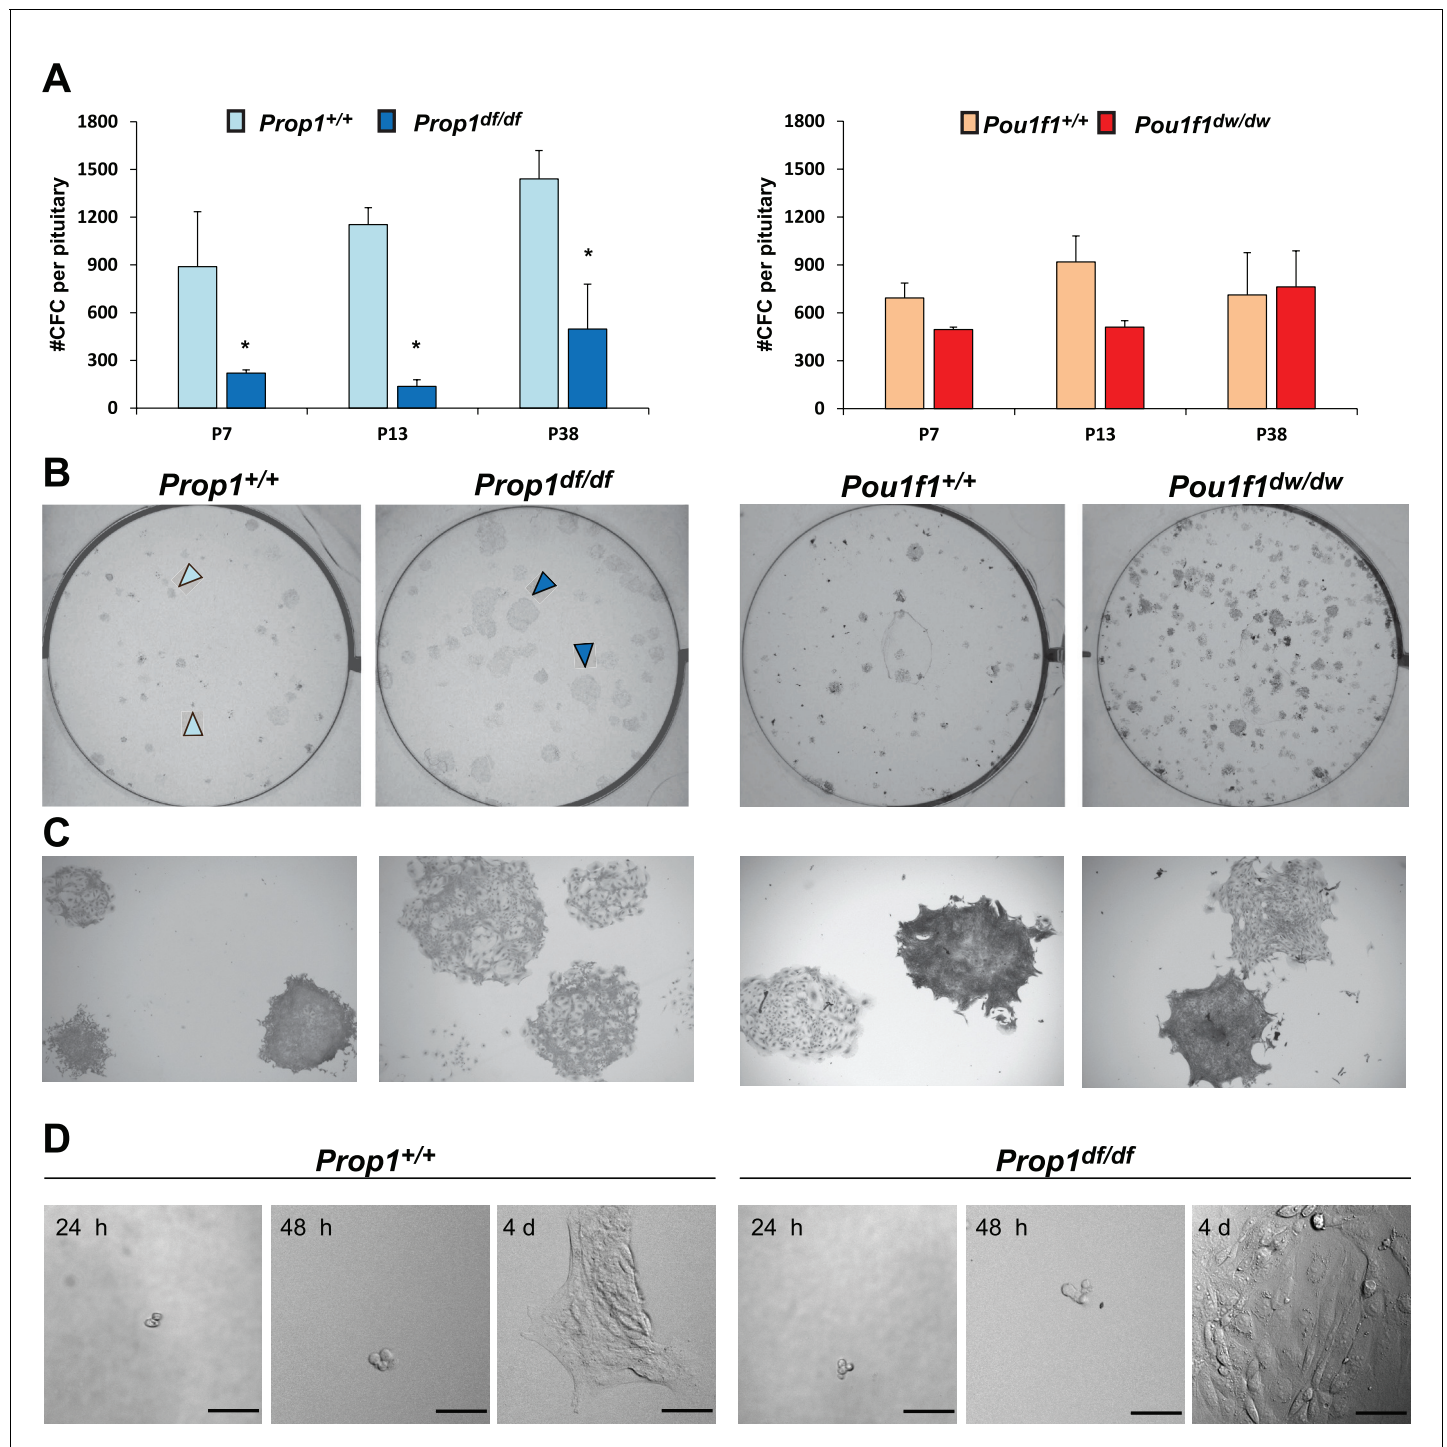 A
Prop1+/+ Prop1df/df
1800
1500
1200
900
600
300
0
#CFC per pituitary
*
*
*
P7 P13 P38
Pou1f1+/+ Pou1f1dw/dw
1800
1500
1200
900
600
300
0
#CFC per pituitary
P7 P13 P38
B
Prop1+/+ Prop1df/df Pou1f1+/+ Pou1f1dw/dw
C
D
Prop1+/+ Prop1df/df
24 h 48 h 4 d 24 h 48 h 4 d